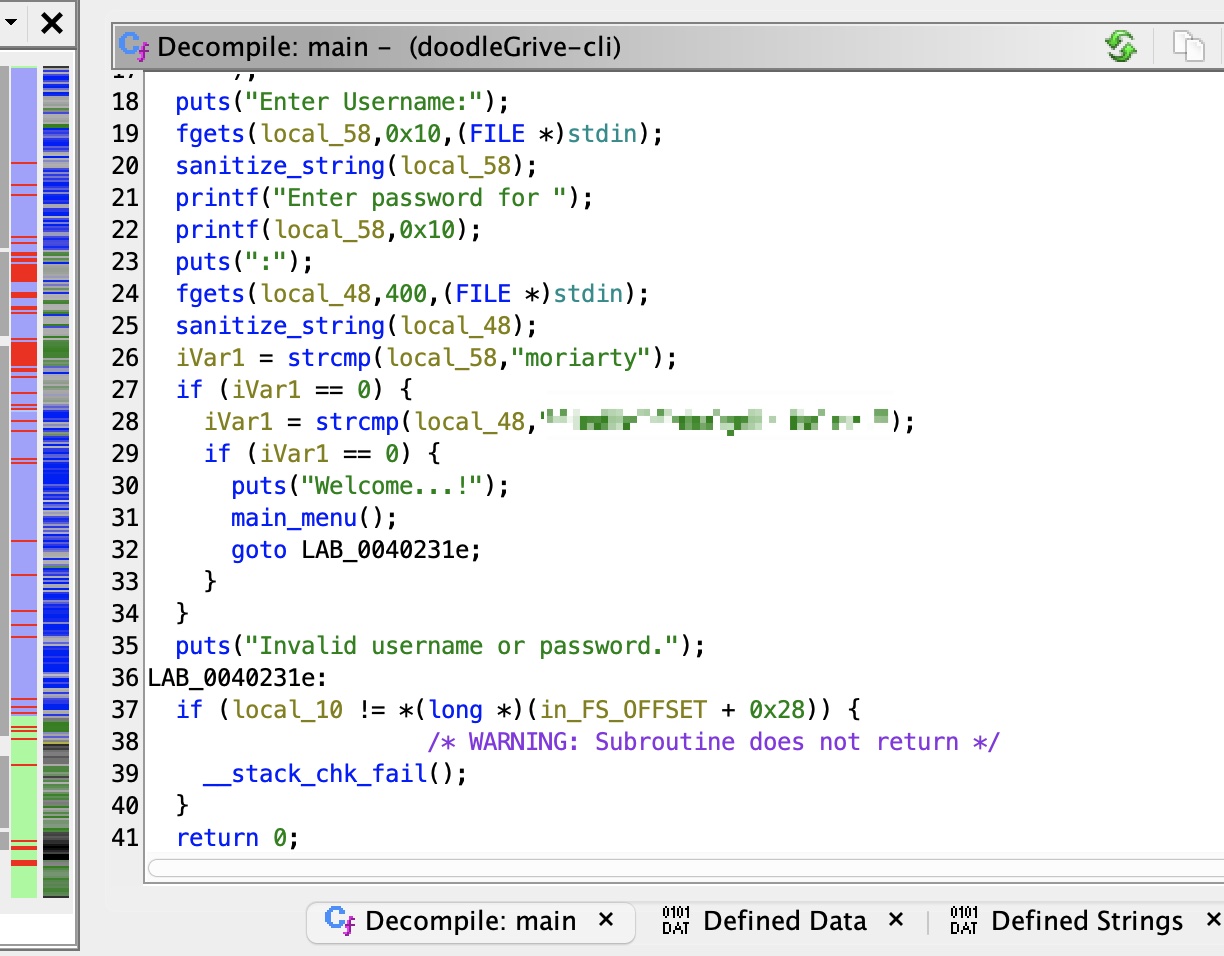 Decompile: main – (doodleGrive-cli)
18 puts("Enter Username:");
19 fgets(local_58,0x10,(FILE *)stdin);
20 sanitize_string(local_58);
21 printf("Enter password for ");
22 printf(local_58,0x10);
23 puts(":");
24 fgets(local_48,400,(FILE *)stdin);
25 sanitize_string(local_48);
26 iVar1 = strcmp(local_58,"moriarty");
27 if (iVar1 == 0) {
28 iVar1 = strcmp(local_48,");
29 if (iVar1 == 0) {
30 puts("Welcome...!");
31 main_menu();
32 goto LAB_0040231e;
33 }
34 }
35 puts("Invalid username or password.");
36 LAB_0040231e:
37 if (local_10 != *(long *)(in_FS_OFFSET + 0x28)) {
38 /* WARNING: Subroutine does not return */
39 __stack_chk_fail();
40 }
41 return 0;
Decompile: main × 0101 DAT Defined Data × 0101 DAT Defined Strings ×